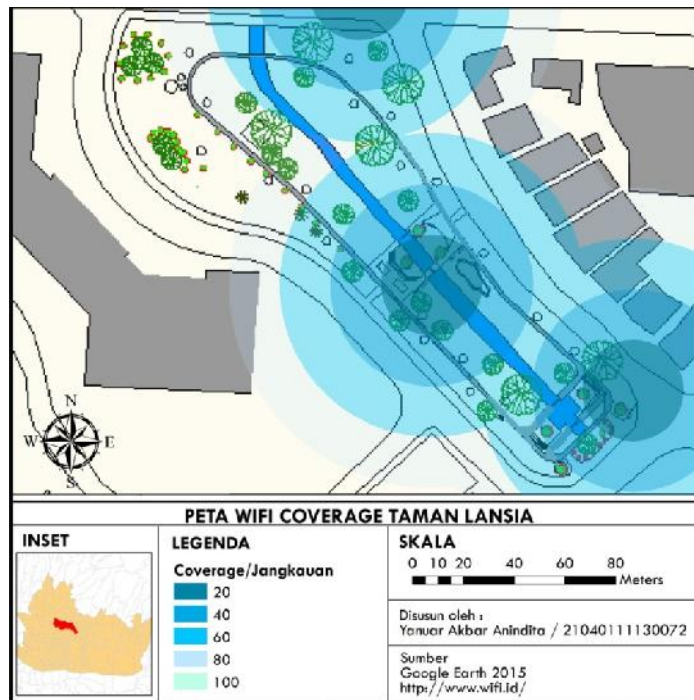 N
W E
S
PETA WIFI COVERAGE TAMAN LANSIA
INSET
LEGENDA
Coverage/Jangkauan
20
40
60
80
100
SKALA
0 10 20 40 60 80
Meters
Disusun oleh :
Yanuar Akbar Anindita / 21040111130072
Sumber
Google Earth 2015
http://www.wifi.id/